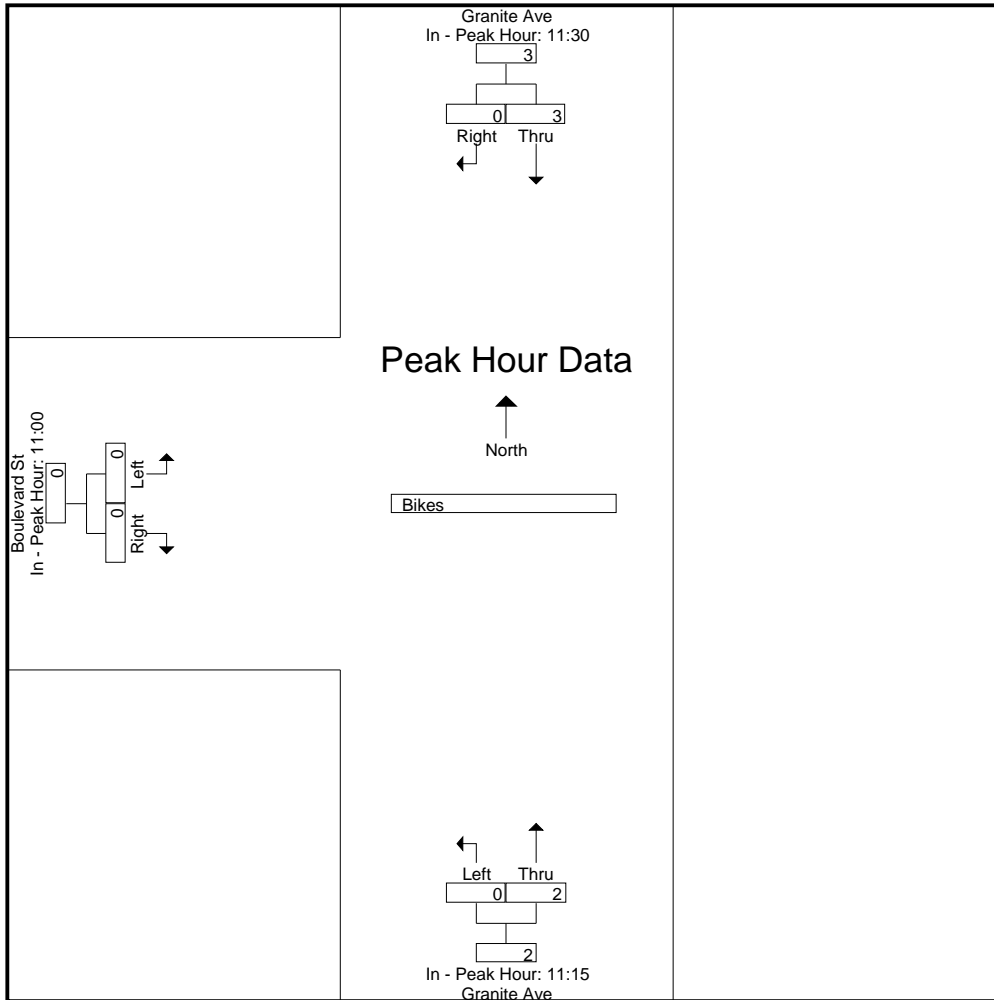 Granite Ave
In - Peak Hour: 11:30
3
0 3
Right Thru
Peak Hour Data
North
Bikes
Boulevard St
In - Peak Hour: 11:00
0
0 0
Right Left
Left Thru
0 2
2
In - Peak Hour: 11:15
Granite Ave